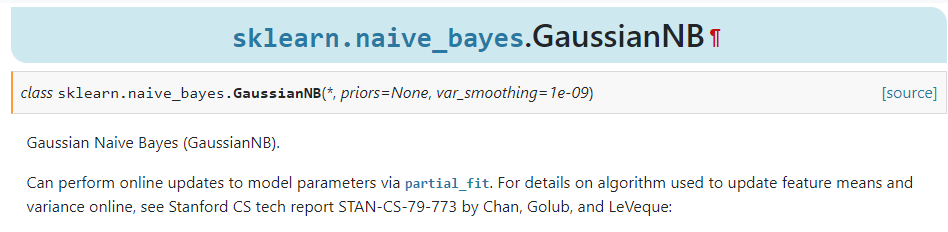 sklearn.naive_bayes.GaussianNB¶
class sklearn.naive_bayes.GaussianNB(*, priors=None, var_smoothing=1e-09) [source]
Gaussian Naive Bayes (GaussianNB).
Can perform online updates to model parameters via partial_fit. For details on algorithm used to update feature means and
variance online, see Stanford CS tech report STAN-CS-79-773 by Chan, Golub, and LeVeque: